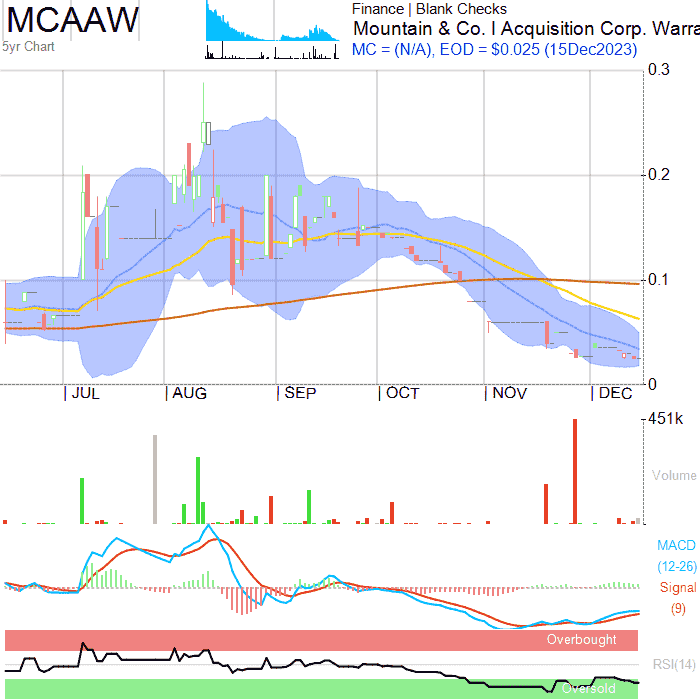 MCAAW
5yr Chart
Finance | Blank Checks
Mountain & Co. I Acquisition Corp. Warra
MC = (N/A), EOD = $0.025 (15Dec2023)
0.3
0.2
0.1
0
JUL AUG SEP OCT NOV DEC
451k
Volume
MACD
(12-26)
Signal
(9)
Overbought
RSI(14)
Oversold